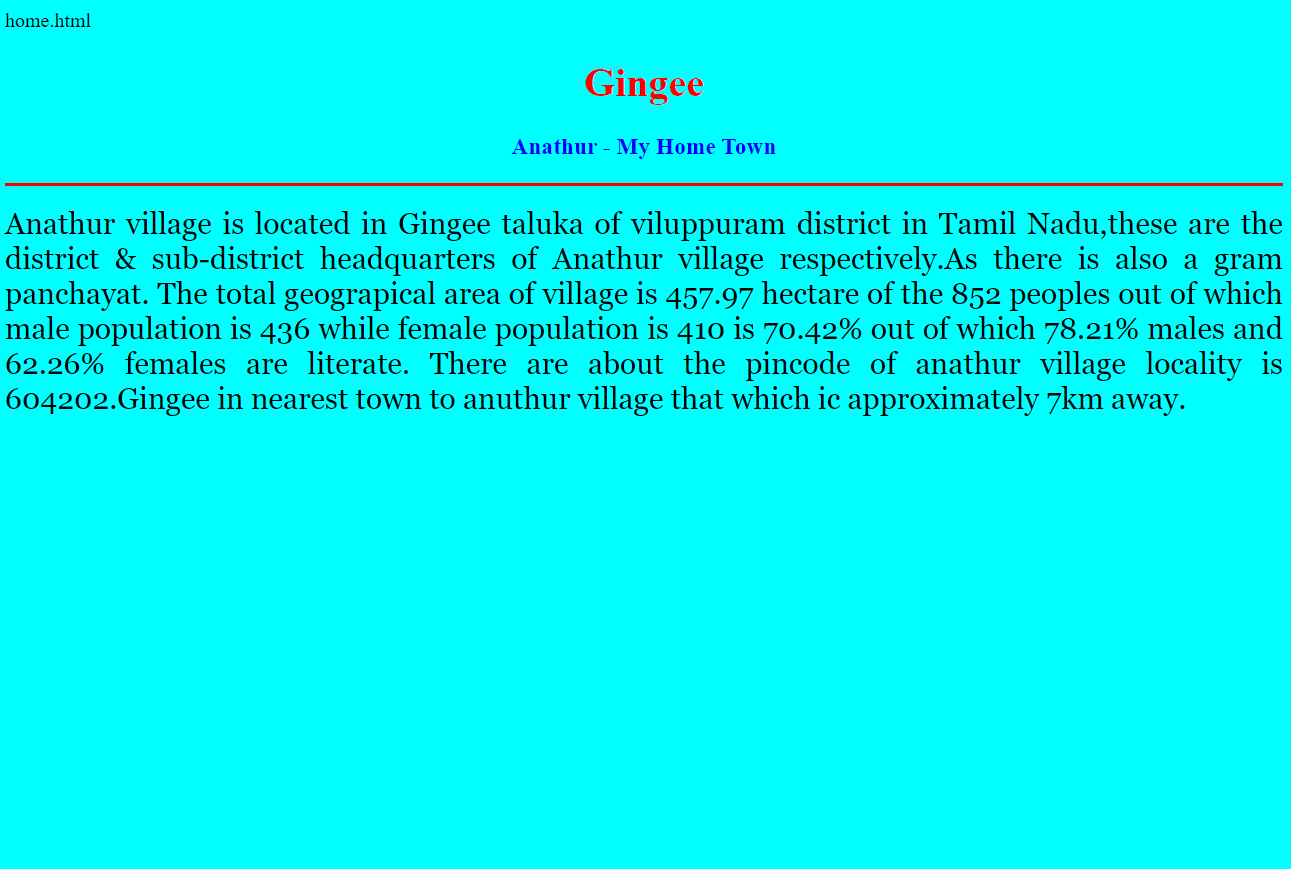 home.html
Gingee
Anathur - My Home Town
Anathur village is located in Gingee taluka of viluppuram district in Tamil Nadu,these are the
district & sub-district headquarters of Anathur village respectively.As there is also a gram
panchayat. The total geograpical area of village is 457.97 hectare of the 852 peoples out of which
male population is 436 while female population is 410 is 70.42% out of which 78.21% males and
62.26% females are literate. There are about the pincode of anathur village locality is
604202.Gingee in nearest town to anuthur village that which ic approximately 7km away.